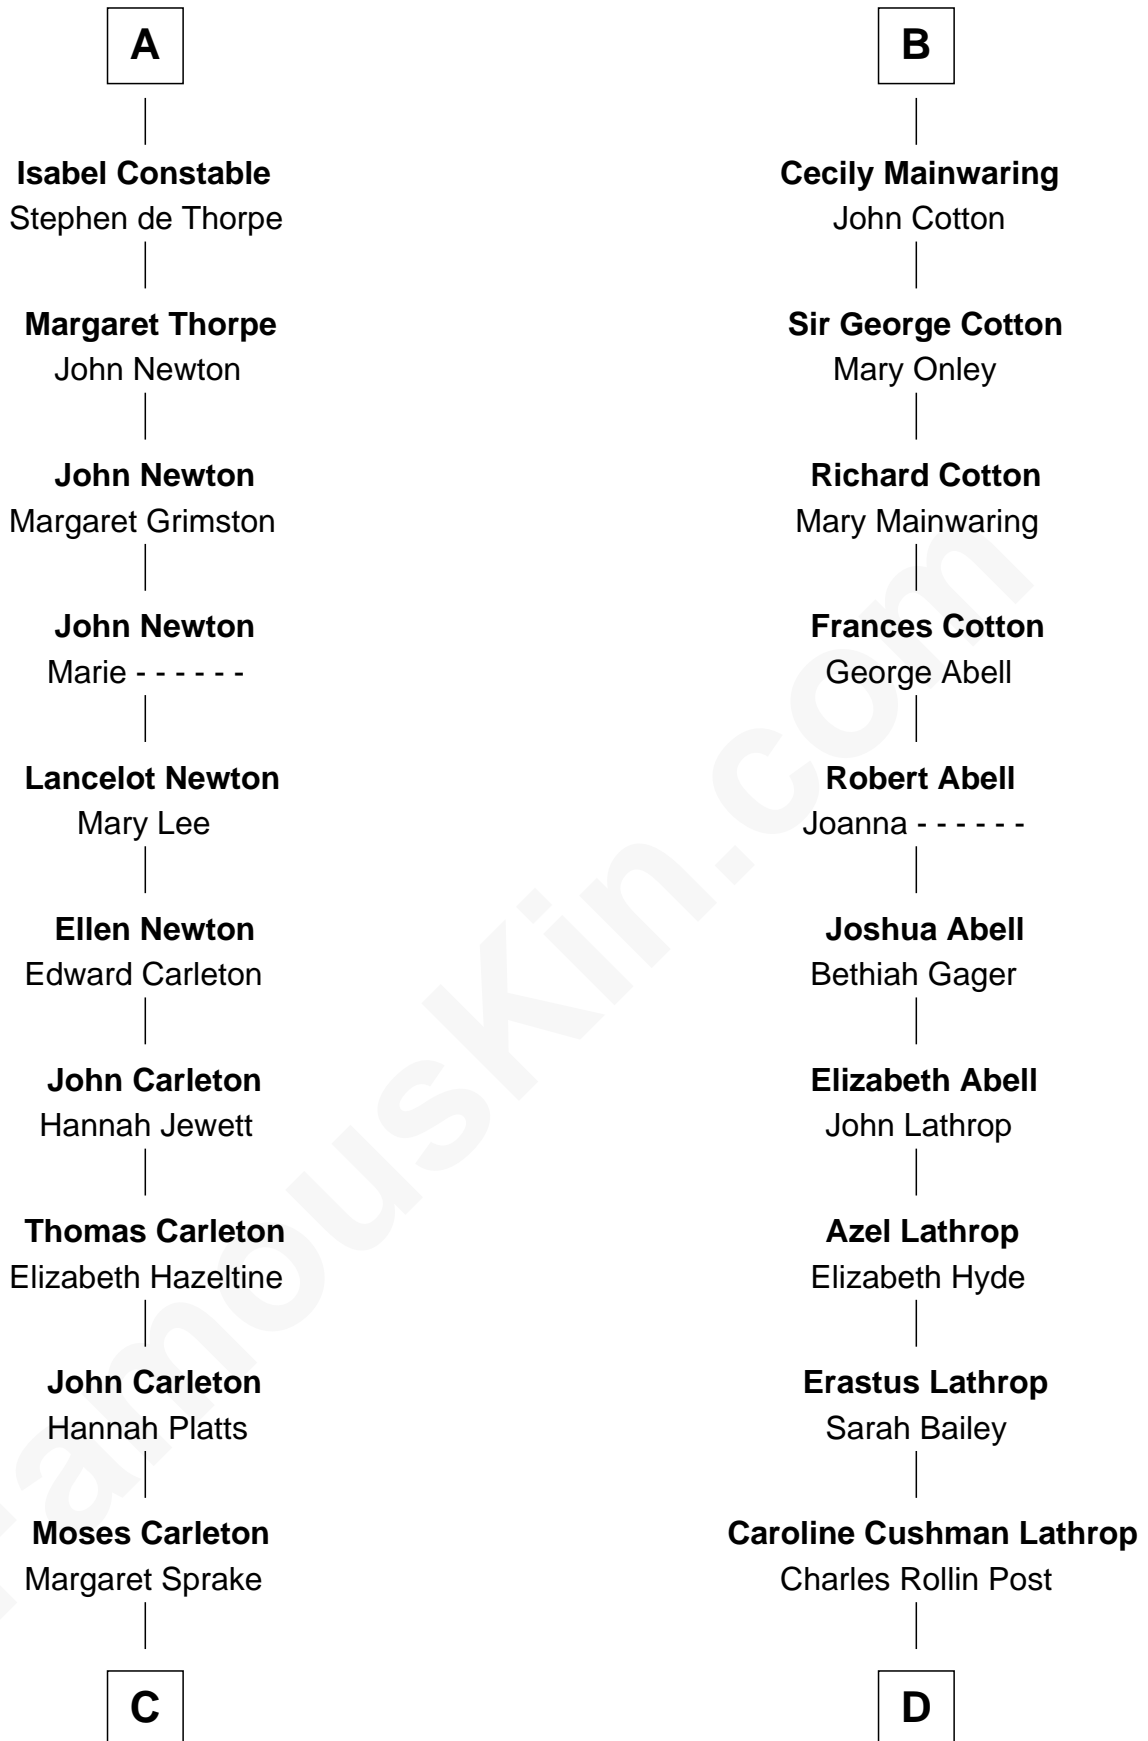 A
Isabel Constable
Stephen de Thorpe
Margaret Thorpe
John Newton
John Newton
Margaret Grimston
John Newton
Marie - - - - - -
Lancelot Newton
Mary Lee
Ellen Newton
Edward Carleton
John Carleton
Hannah Jewett
Thomas Carleton
Elizabeth Hazeltine
John Carleton
Hannah Platts
Moses Carleton
Margaret Sprake
C
B
Cecily Mainwaring
John Cotton
Sir George Cotton
Mary Onley
Richard Cotton
Mary Mainwaring
Frances Cotton
George Abell
Robert Abell
Joanna - - - - - -
Joshua Abell
Bethiah Gager
Elizabeth Abell
John Lathrop
Azel Lathrop
Elizabeth Hyde
Erastus Lathrop
Sarah Bailey
Caroline Cushman Lathrop
Charles Rollin Post
D
FamousKin.com